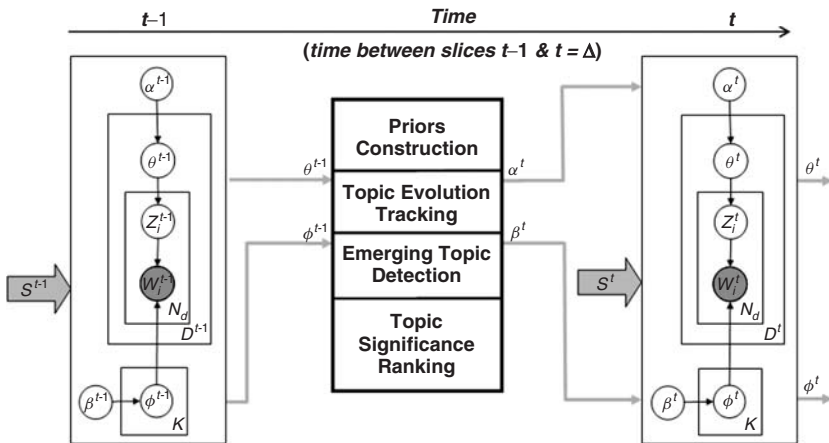 t–1 Time t
(time between slices t–1 & t = Δ)
α^{t-1}
θ^{t-1}
Z_i^{t-1}
W_i^{t-1}
N_d
D^{t-1}
S^{t-1}
β^{t-1}
ϕ^{t-1}
K
θ^{t-1}
ϕ^{t-1}
Priors
Construction
Topic Evolution
Tracking
Emerging Topic
Detection
Topic
Significance
Ranking
α^t
β^t
S^t
α^t
θ^t
Z_i^t
W_i^t
N_d
D^t
β^t
ϕ^t
K
θ^t
ϕ^t